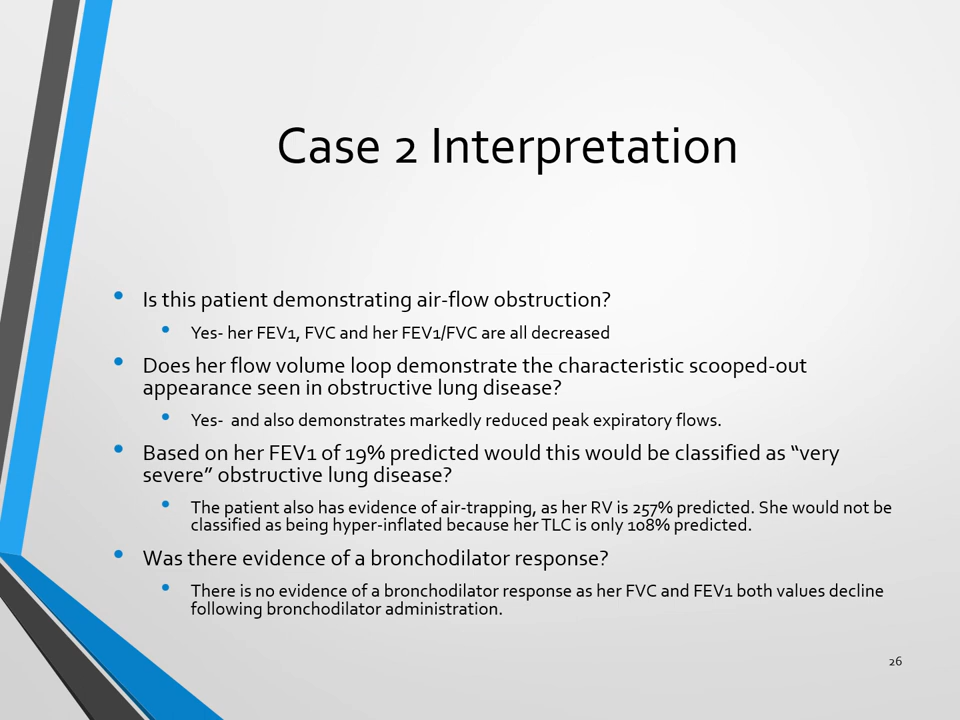 Case 2 Interpretation
• Is this patient demonstrating air-flow obstruction?
• Yes- her FEV1, FVC and her FEV1/FVC are all decreased
• Does her flow volume loop demonstrate the characteristic scooped-out
appearance seen in obstructive lung disease?
• Yes- and also demonstrates markedly reduced peak expiratory flows.
• Based on her FEV1 of 19% predicted would this would be classified as “very
severe” obstructive lung disease?
• The patient also has evidence of air-trapping, as her RV is 257% predicted. She would not be
classified as being hyper-inflated because her TLC is only 108% predicted.
• Was there evidence of a bronchodilator response?
• There is no evidence of a bronchodilator response as her FVC and FEV1 both values decline
following bronchodilator administration.
26